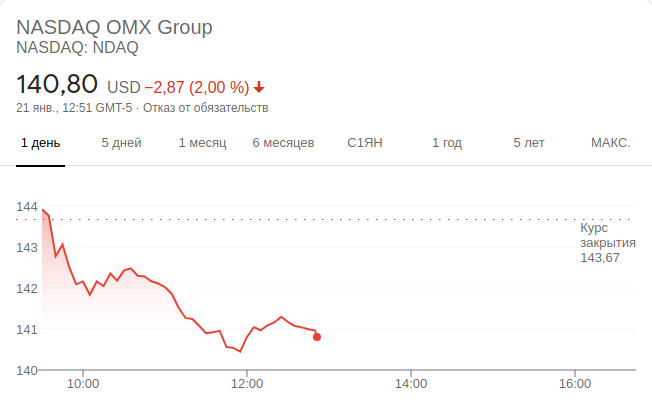 NASDAQ OMX Group
NASDAQ: NDAQ
140,80 USD −2,87 (2,00 %)
21 янв., 12:51 GMT-5 · Отказ от обязательств
1 день 5 дней 1 месяц 6 месяцев С1ЯН 1 год 5 лет МАКС.
144
Курс
закрытия
143,67
143
142
141
140
10:00 12:00 14:00 16:00